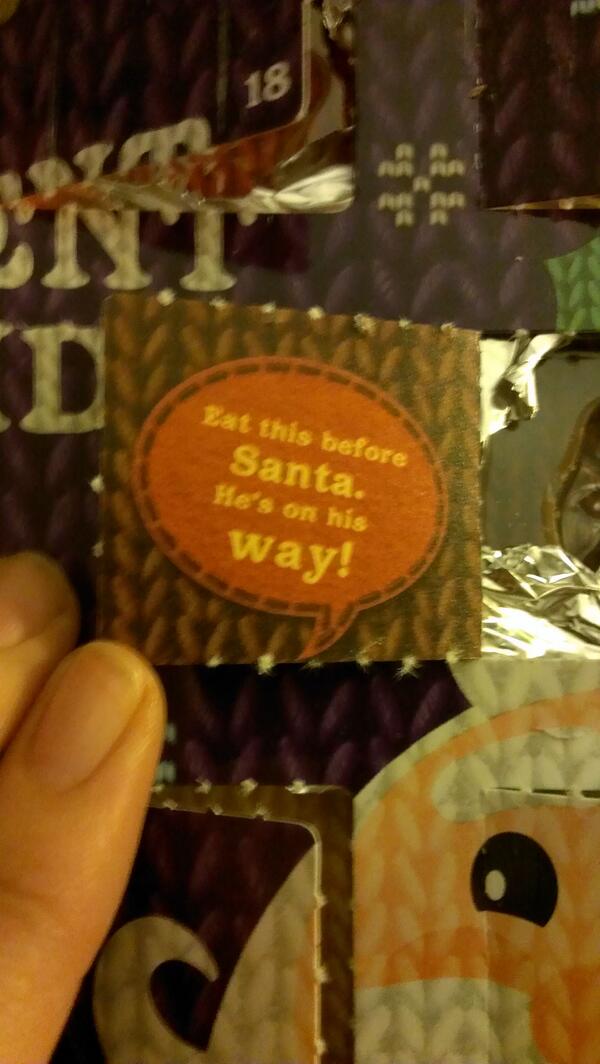 18
ENT
D
Eat this before
Santa.
He's on his
way!